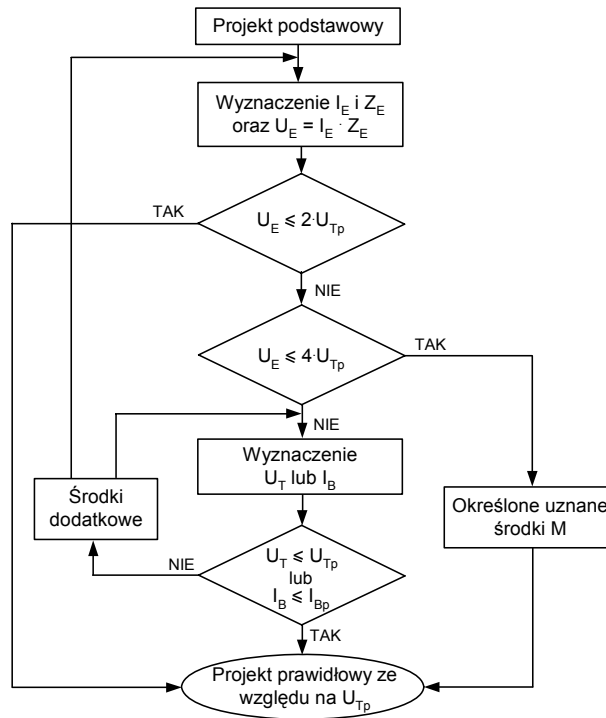 Projekt podstawowy
Wyznaczenie I_E i Z_E
oraz U_E = I_E · Z_E
TAK
U_E ⩽ 2·U_Tp
NIE
U_E ⩽ 4·U_Tp
TAK
NIE
Wyznaczenie
U_T lub I_B
Środki
dodatkowe
Określone uznane
środki M
NIE
U_T ⩽ U_Tp
lub
I_B ⩽ I_Bp
TAK
Projekt prawidłowy ze
względu na U_Tp